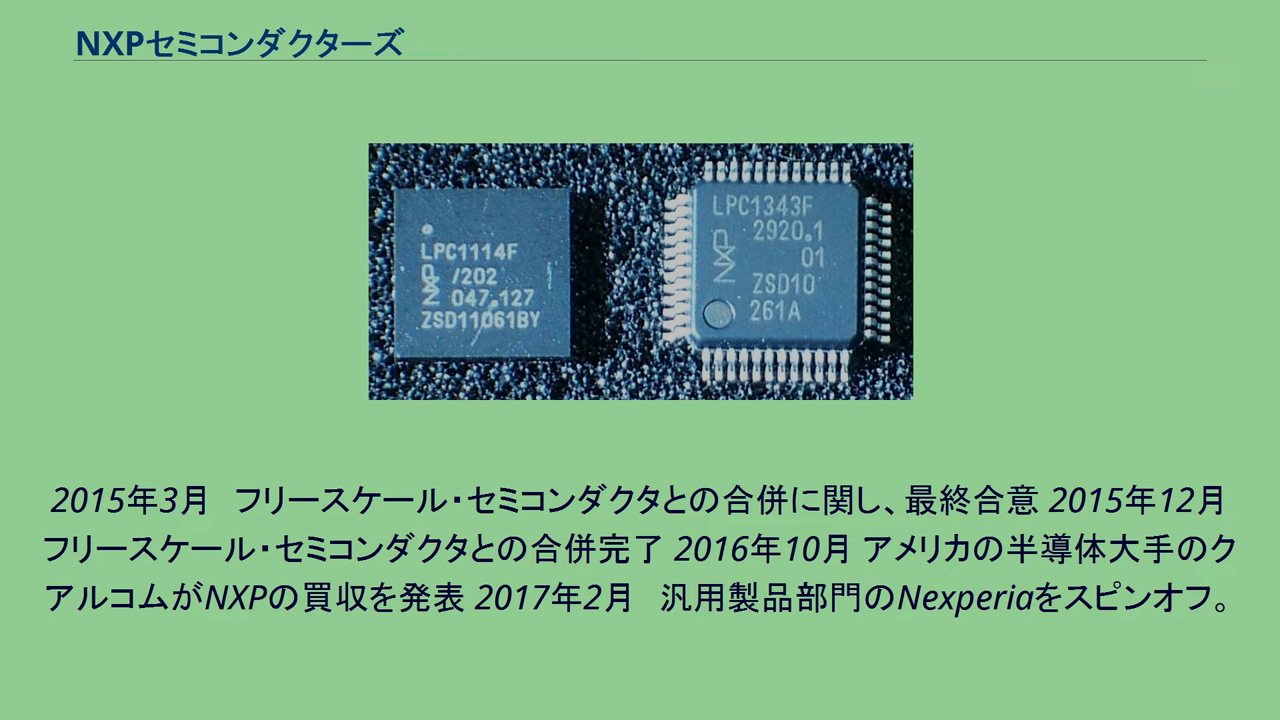 NXPセミコンダクターズ
LPC1114F
NXP /202
047.127
ZSD11061BY
LPC1343F
2920.1
NXP 01
ZSD10
261A
2015年3月　フリースケール・セミコンダクタとの合併に関し、最終合意 2015年12月
フリースケール・セミコンダクタとの合併完了 2016年10月 アメリカの半導体大手のク
アルコムがNXPの買収を発表 2017年2月　汎用製品部門のNexperiaをスピンオフ。